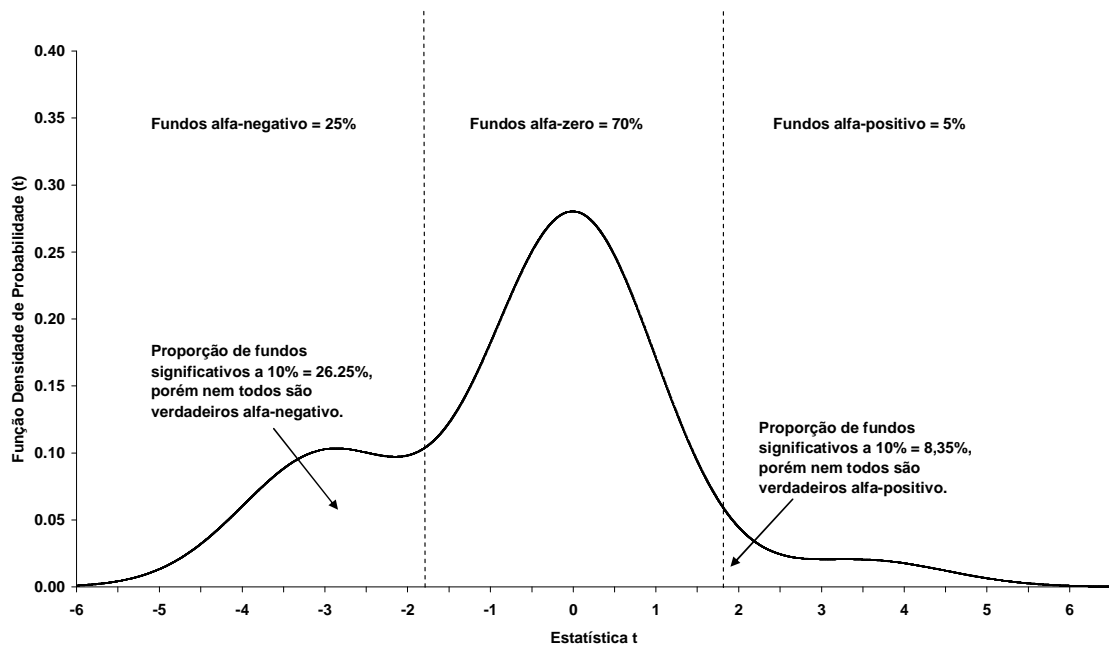 0.40
Fundos alfa-negativo = 25%
Fundos alfa-zero = 70%
Fundos alfa-positivo = 5%
0.35
0.30
0.25
0.20
0.15
0.10
0.05
0.00
Função Densidade de Probabilidade (t)
Proporção de fundos
significativos a 10% = 26.25%,
porém nem todos são
verdadeiros alfa-negativo.
Proporção de fundos
significativos a 10% = 8,35%,
porém nem todos são
verdadeiros alfa-positivo.
-6 -5 -4 -3 -2 -1 0 1 2 3 4 5 6
Estatística t